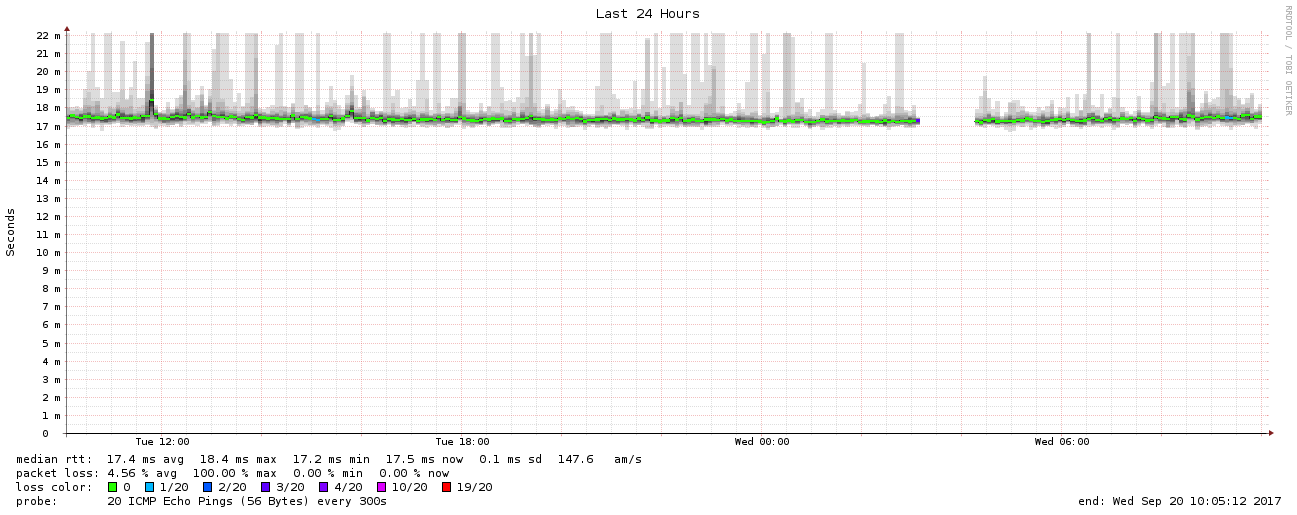 Last 24 Hours
RRDTOOL / TOBI OETIKER
Seconds
22 m
21 m
20 m
19 m
18 m
17 m
16 m
15 m
14 m
13 m
12 m
11 m
10 m
9 m
8 m
7 m
6 m
5 m
4 m
3 m
2 m
1 m
0
Tue 12:00 Tue 18:00 Wed 00:00 Wed 06:00
median rtt: 17.4 ms avg 18.4 ms max 17.2 ms min 17.5 ms now 0.1 ms sd 147.6 am/s
packet loss: 4.56 % avg 100.00 % max 0.00 % min 0.00 % now
loss color: 0 1/20 2/20 3/20 4/20 10/20 19/20
probe: 20 ICMP Echo Pings (56 Bytes) every 300s end: Wed Sep 20 10:05:12 2017